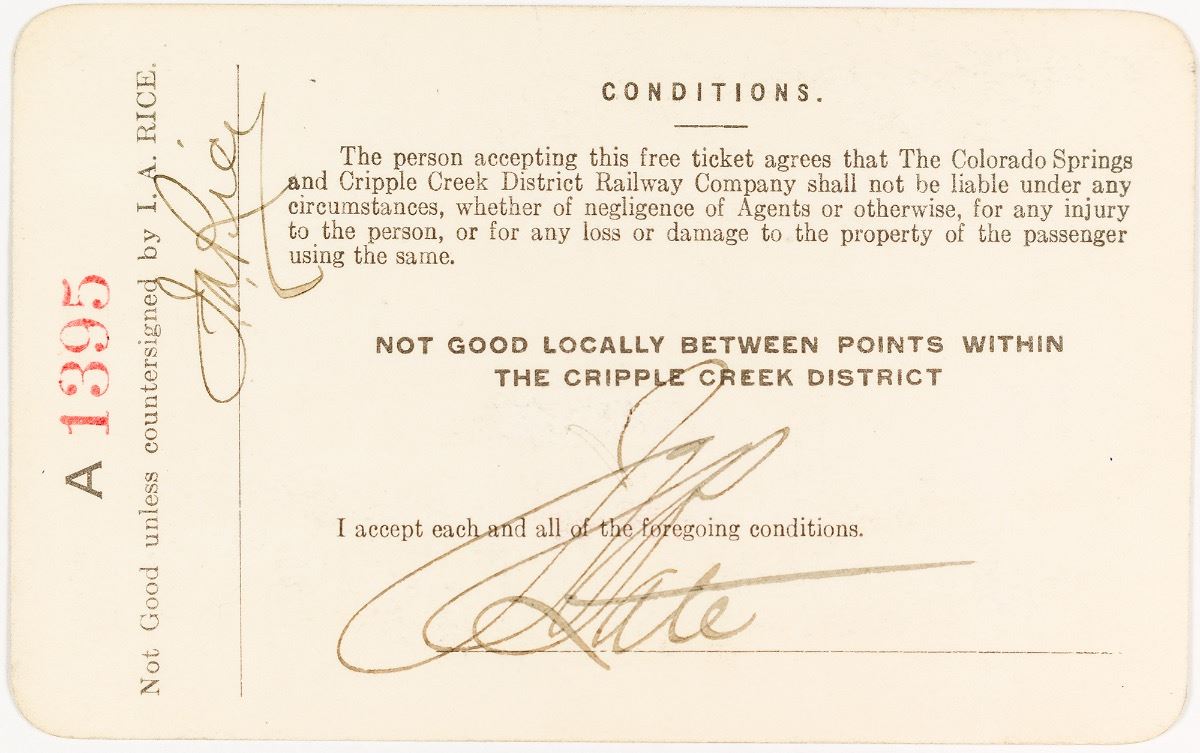 A 1395
Not Good unless countersigned by I. A. RICE.
I A Rice
CONDITIONS.
The person accepting this free ticket agrees that The Colorado Springs
and Cripple Creek District Railway Company shall not be liable under any
circumstances, whether of negligence of Agents or otherwise, for any injury
to the person, or for any loss or damage to the property of the passenger
using the same.
NOT GOOD LOCALLY BETWEEN POINTS WITHIN
THE CRIPPLE CREEK DISTRICT
I accept each and all of the foregoing conditions.